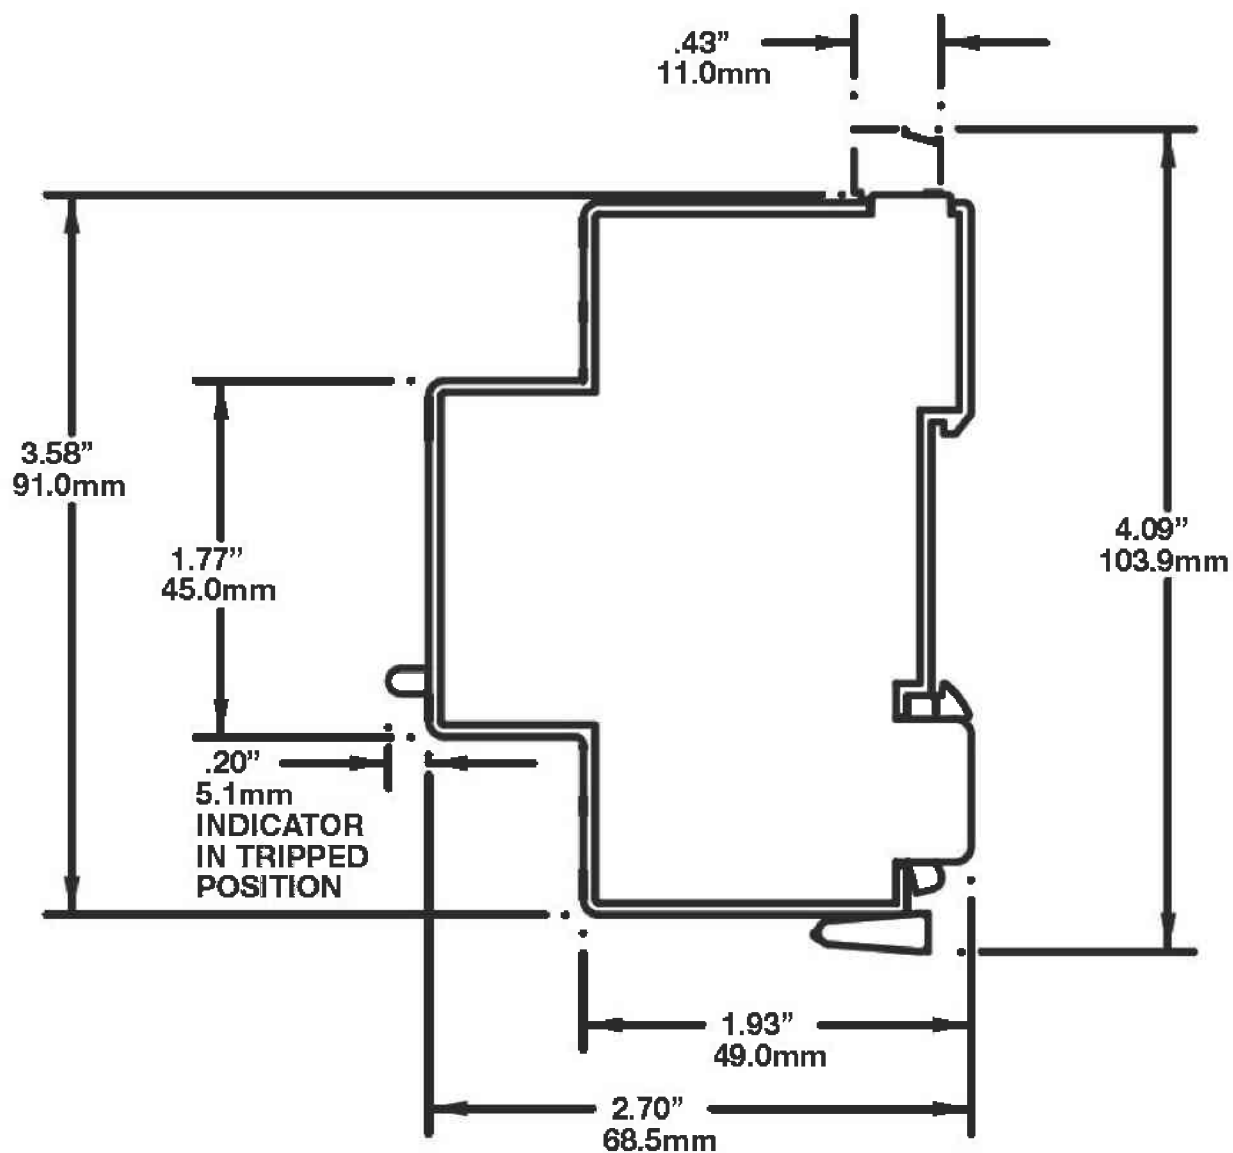 .43”
11.0mm
3.58”
91.0mm
1.77”
45.0mm
4.09”
103.9mm
.20”
5.1mm
INDICATOR
IN TRIPPED
POSITION
1.93”
49.0mm
2.70”
68.5mm